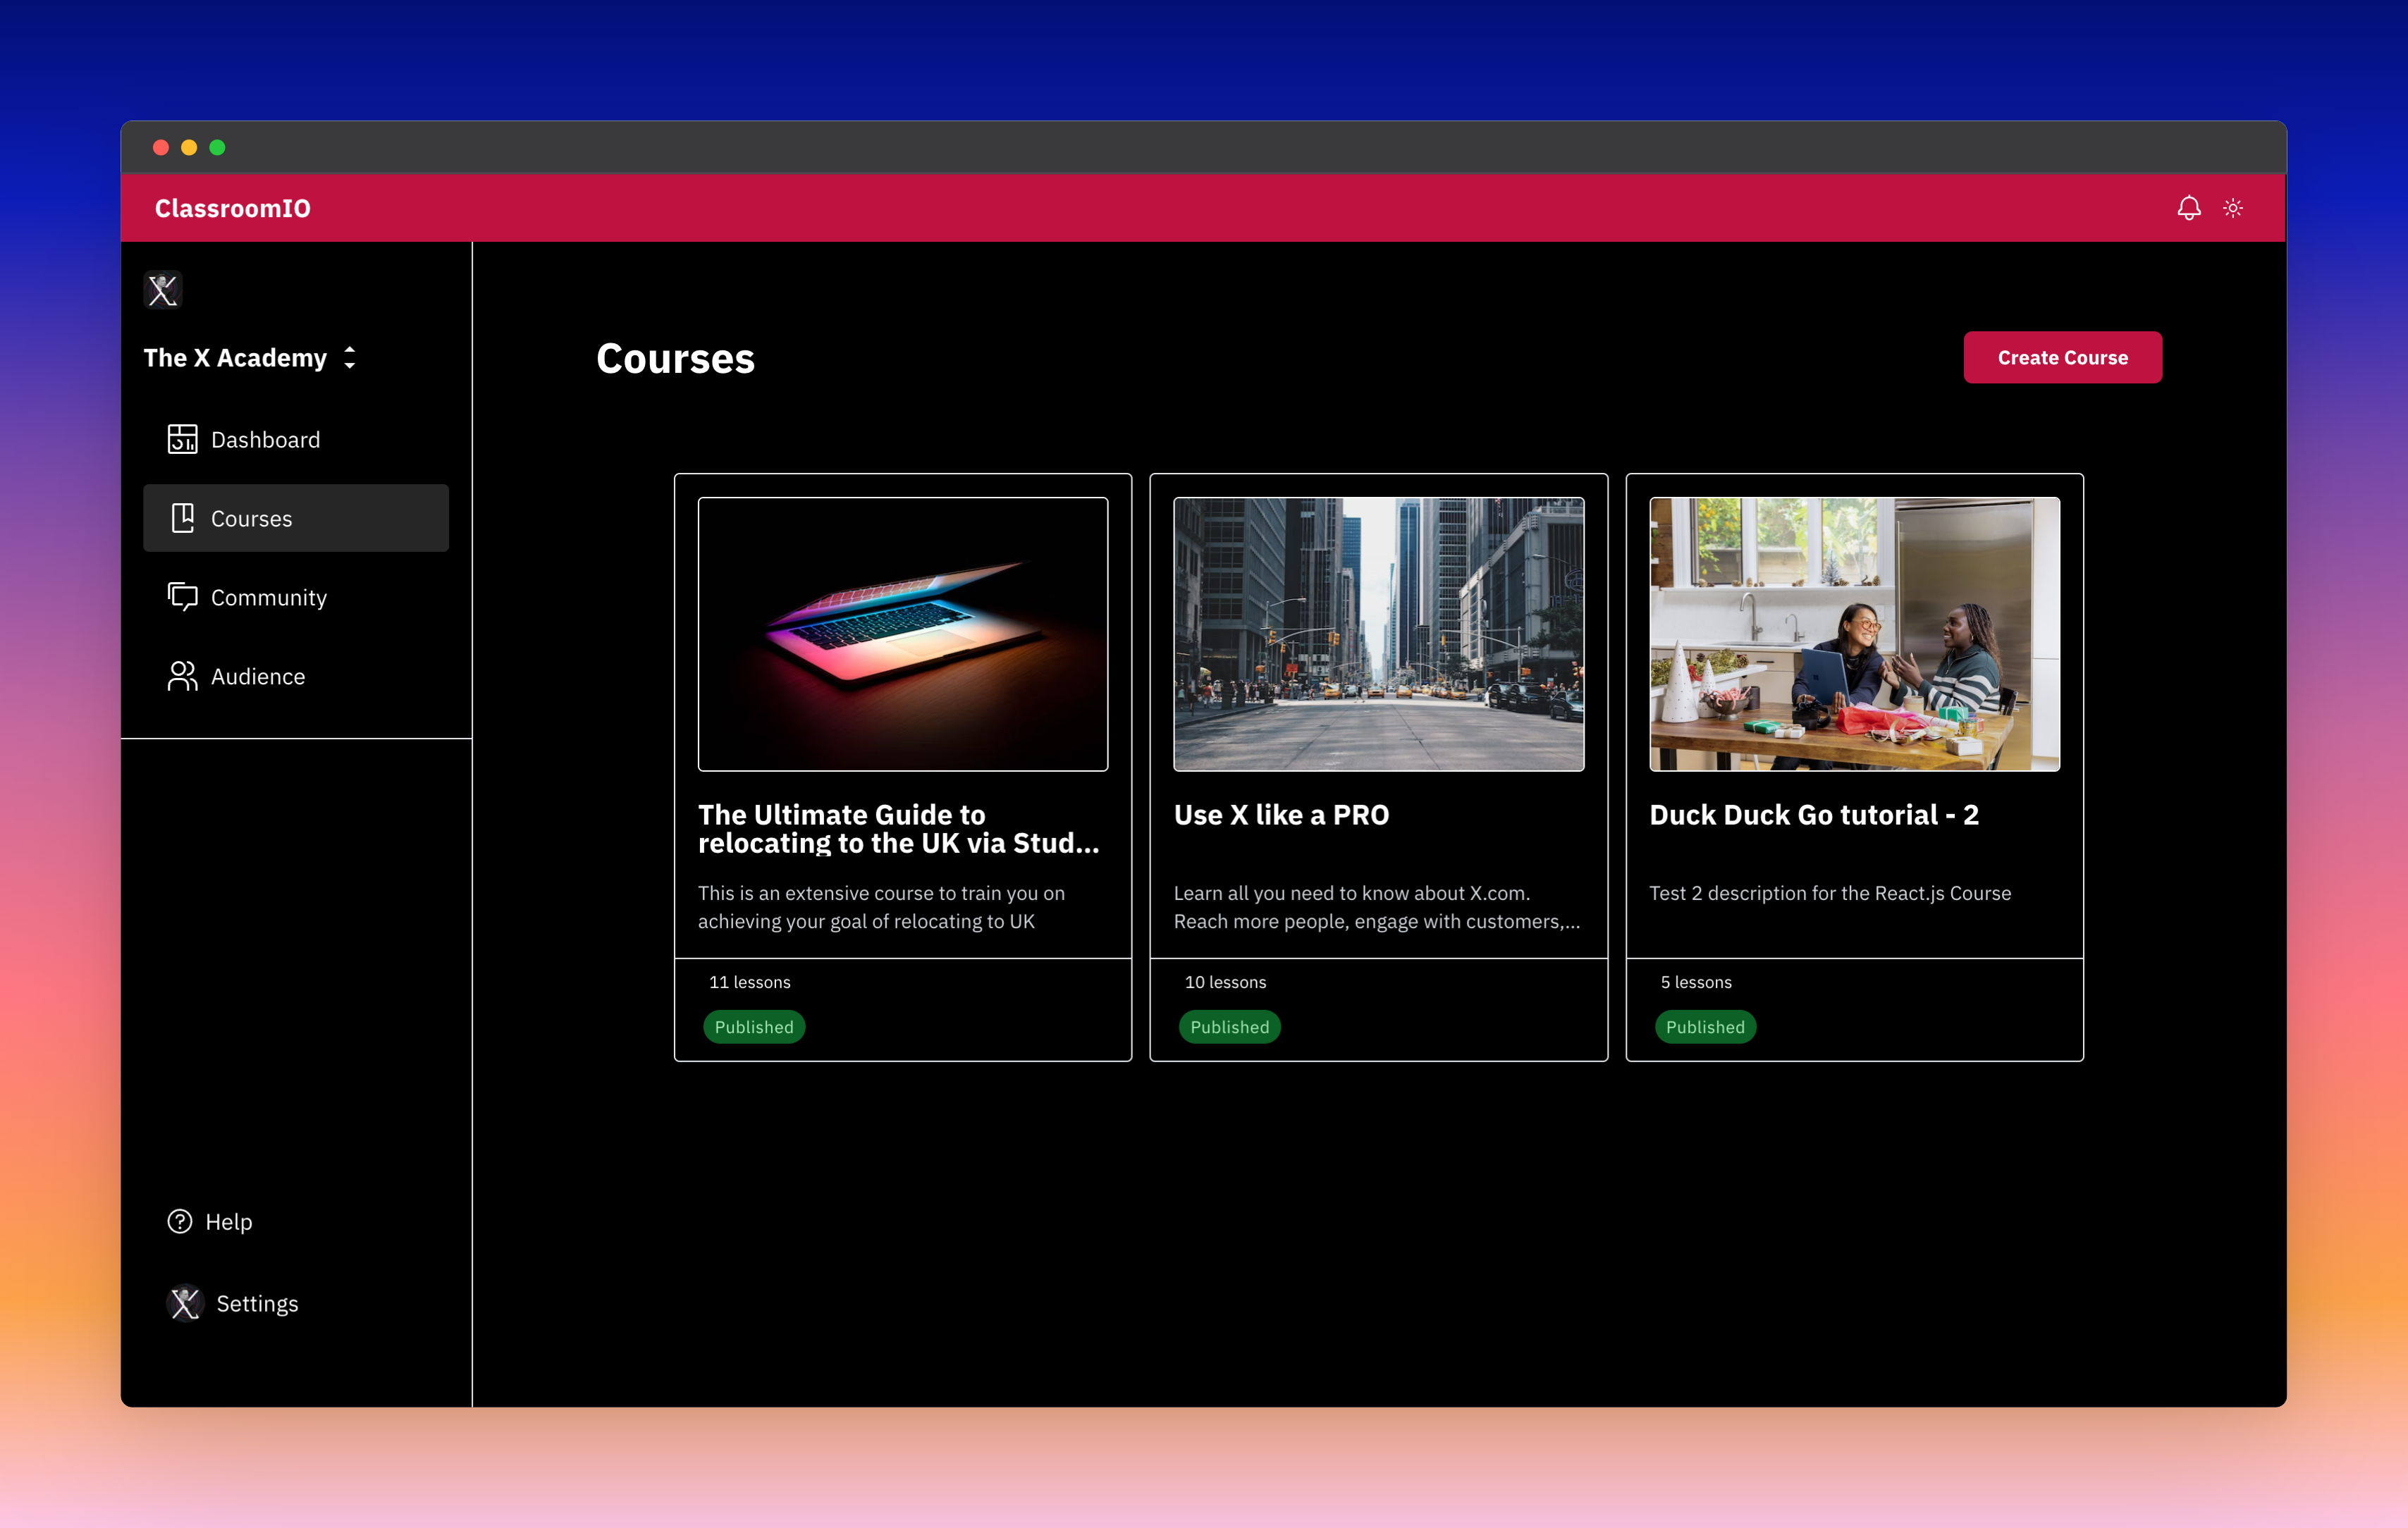 ClassroomIO
The X Academy
Dashboard
Courses
Community
Audience
Help
Settings
Courses
Create Course
The Ultimate Guide to
relocating to the UK via Stud...
This is an extensive course to train you on
achieving your goal of relocating to UK
11 lessons
Published
Use X like a PRO
Learn all you need to know about X.com.
Reach more people, engage with customers,...
10 lessons
Published
Duck Duck Go tutorial - 2
Test 2 description for the React.js Course
5 lessons
Published